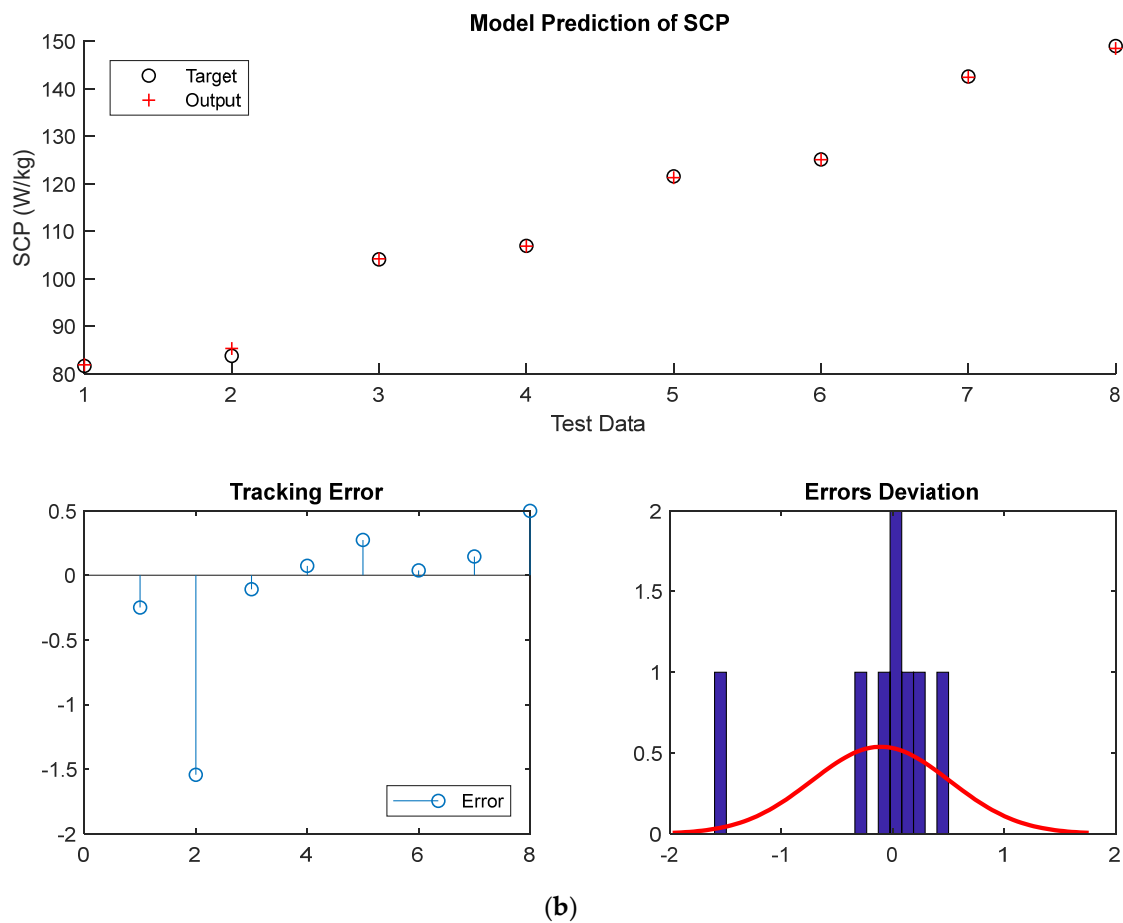 Model Prediction of SCP
150
140
130
120
110
100
90
80
SCP (W/kg)
Target
Output
1 2 3 4 5 6 7 8
Test Data
Tracking Error
0.5
0
-0.5
-1
-1.5
-2
Error
0 2 4 6 8
Errors Deviation
2
1.5
1
0.5
0
-2 -1 0 1 2
(b)